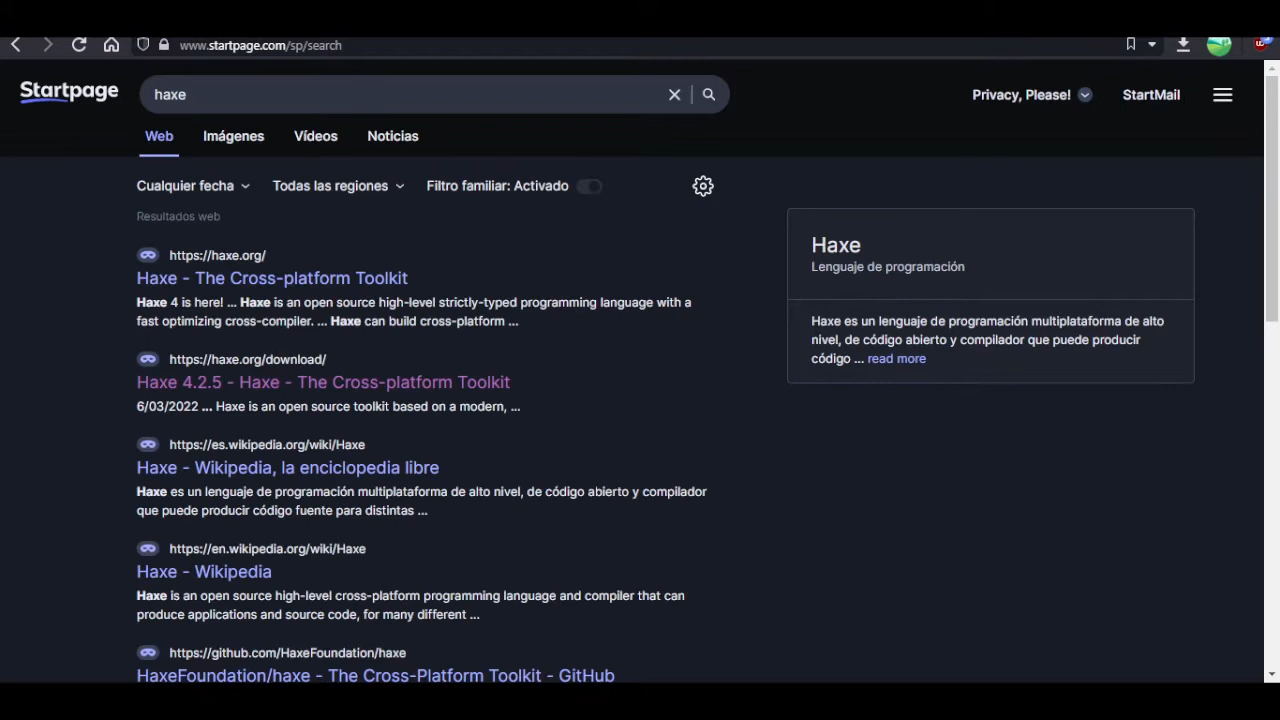 www.startpage.com/sp/search
Startpage
haxe
Privacy, Please!
StartMail
Web
Imágenes
Vídeos
Noticias
Cualquier fecha
Todas las regiones
Filtro familiar: Activado
Resultados web
https://haxe.org/
Haxe - The Cross-platform Toolkit
Haxe 4 is here! ... Haxe is an open source high-level strictly-typed programming language with a
fast optimizing cross-compiler. ... Haxe can build cross-platform ...
https://haxe.org/download/
Haxe 4.2.5 - Haxe - The Cross-platform Toolkit
6/03/2022 ... Haxe is an open source toolkit based on a modern, ...
https://es.wikipedia.org/wiki/Haxe
Haxe - Wikipedia, la enciclopedia libre
Haxe es un lenguaje de programación multiplataforma de alto nivel, de código abierto y compilador
que puede producir código fuente para distintas ...
https://en.wikipedia.org/wiki/Haxe
Haxe - Wikipedia
Haxe is an open source high-level cross-platform programming language and compiler that can
produce applications and source code, for many different ...
https://github.com/HaxeFoundation/haxe
HaxeFoundation/haxe - The Cross-Platform Toolkit - GitHub
Haxe
Lenguaje de programación
Haxe es un lenguaje de programación multiplataforma de alto
nivel, de código abierto y compilador que puede producir
código ... read more